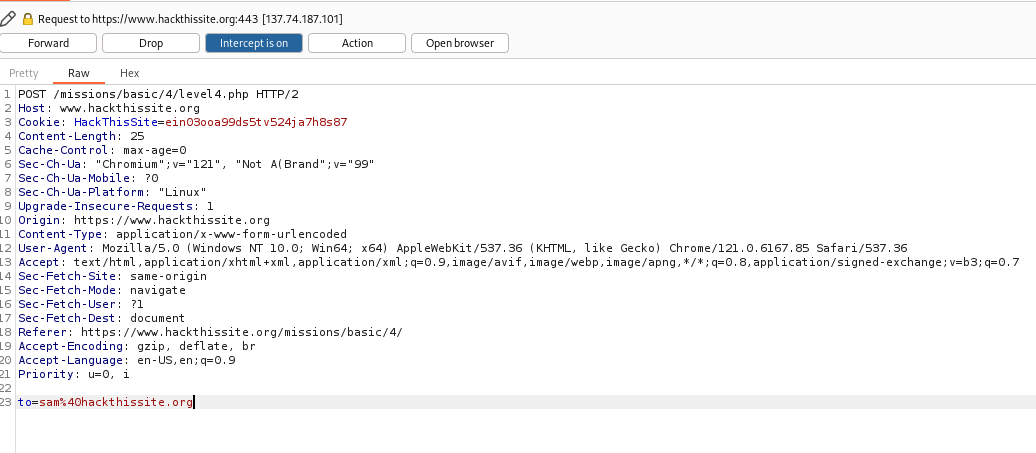 Request to https://www.hackthissite.org:443 [137.74.187.101]
Forward Drop Intercept is on Action Open browser
Pretty Raw Hex
1 POST /missions/basic/4/level4.php HTTP/2
2 Host: www.hackthissite.org
3 Cookie: HackThisSite=ein03ooa99ds5tv524ja7h8s87
4 Content-Length: 25
5 Cache-Control: max-age=0
6 Sec-Ch-Ua: "Chromium";v="121", "Not A(Brand";v="99"
7 Sec-Ch-Ua-Mobile: ?0
8 Sec-Ch-Ua-Platform: "Linux"
9 Upgrade-Insecure-Requests: 1
10 Origin: https://www.hackthissite.org
11 Content-Type: application/x-www-form-urlencoded
12 User-Agent: Mozilla/5.0 (Windows NT 10.0; Win64; x64) AppleWebKit/537.36 (KHTML, like Gecko) Chrome/121.0.6167.85 Safari/537.36
13 Accept: text/html,application/xhtml+xml,application/xml;q=0.9,image/avif,image/webp,image/apng,*/*;q=0.8,application/signed-exchange;v=b3;q=0.7
14 Sec-Fetch-Site: same-origin
15 Sec-Fetch-Mode: navigate
16 Sec-Fetch-User: ?1
17 Sec-Fetch-Dest: document
18 Referer: https://www.hackthissite.org/missions/basic/4/
19 Accept-Encoding: gzip, deflate, br
20 Accept-Language: en-US,en;q=0.9
21 Priority: u=0, i
22
23 to=sam%40hackthissite.org